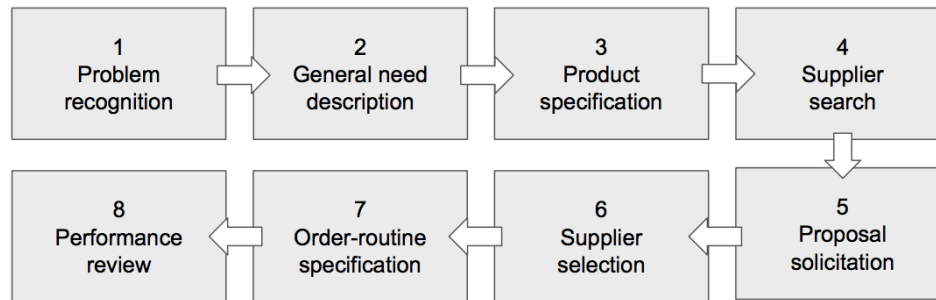 1
Problem
recognition
2
General need
description
3
Product
specification
4
Supplier
search
5
Proposal
solicitation
6
Supplier
selection
7
Order-routine
specification
8
Performance
review